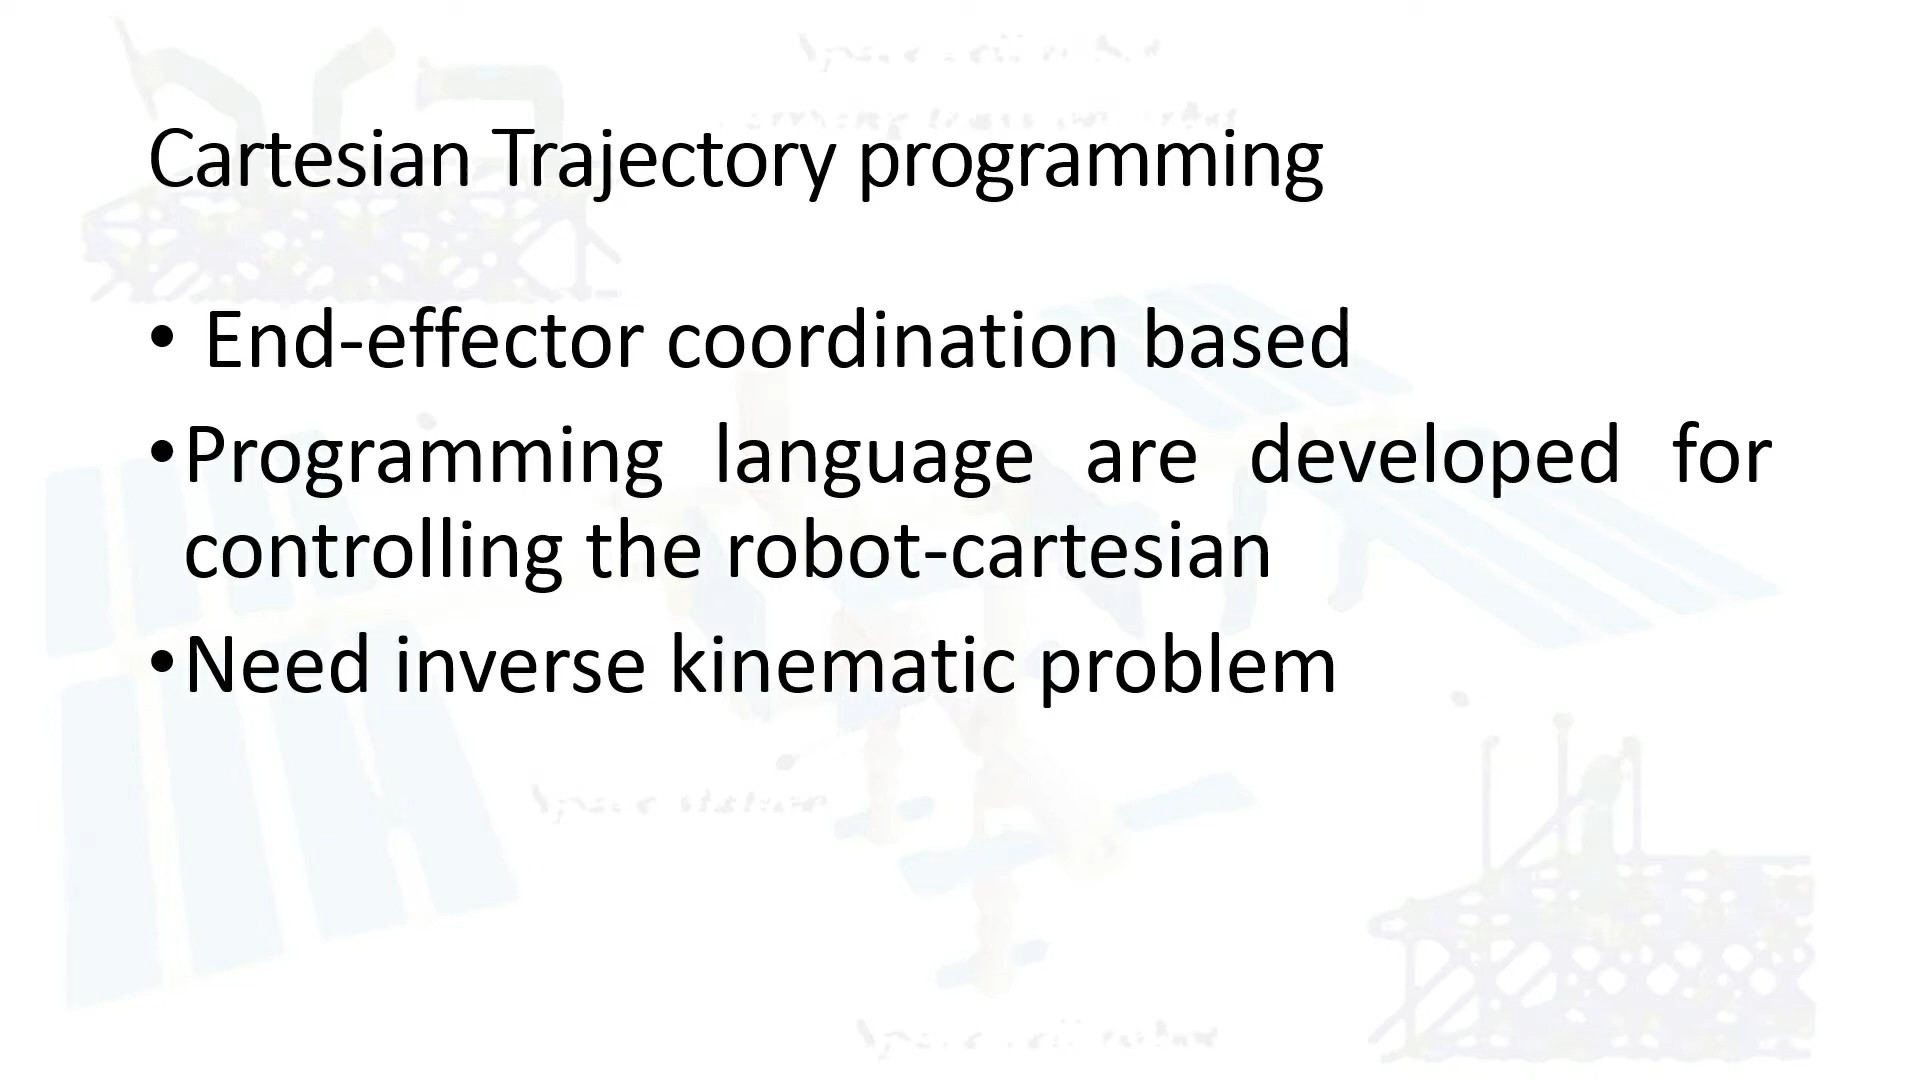 Cartesian Trajectory programming
• End-effector coordination based
•Programming language are developed for
controlling the robot-cartesian
•Need inverse kinematic problem